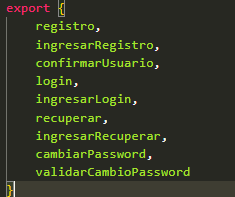 export {
registro,
ingresarRegistro,
confirmarUsuario,
login,
ingresarLogin,
recuperar,
ingresarRecuperar,
cambiarPassword,
validarCambioPassword
}